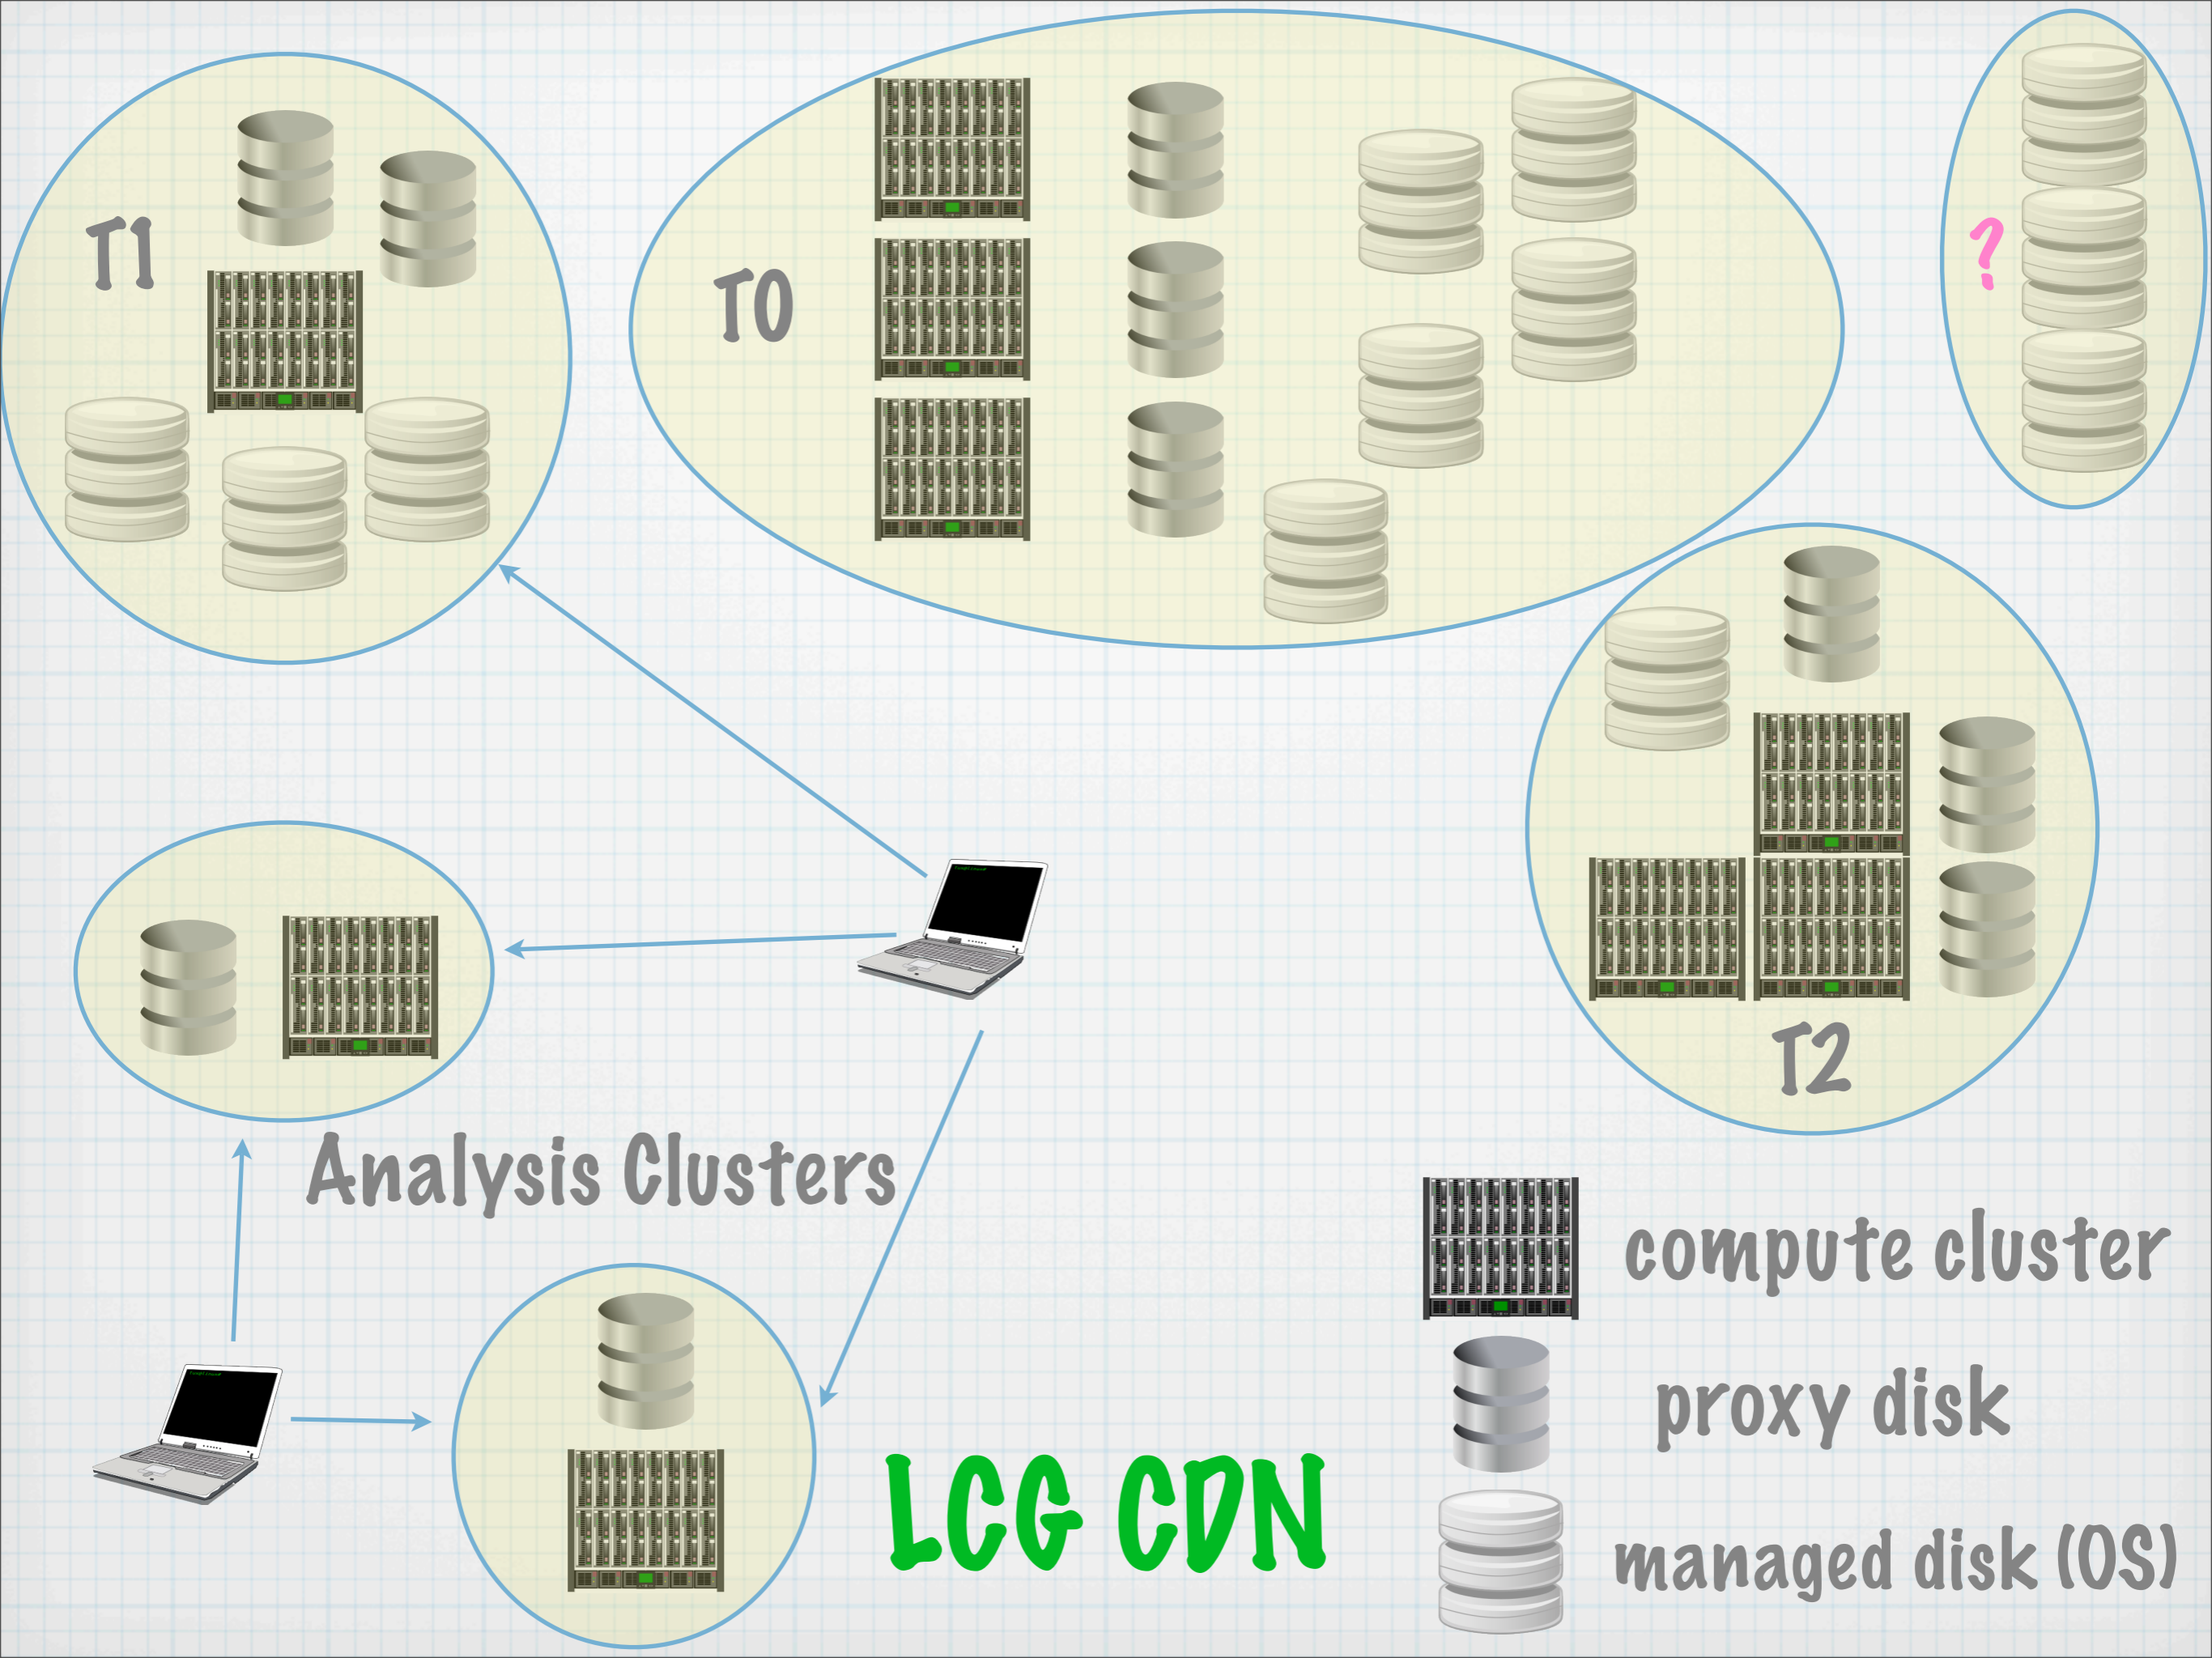 T1
T0
?
T2
Analysis Clusters
compute cluster
proxy disk
LCG CDN
managed disk (OS)